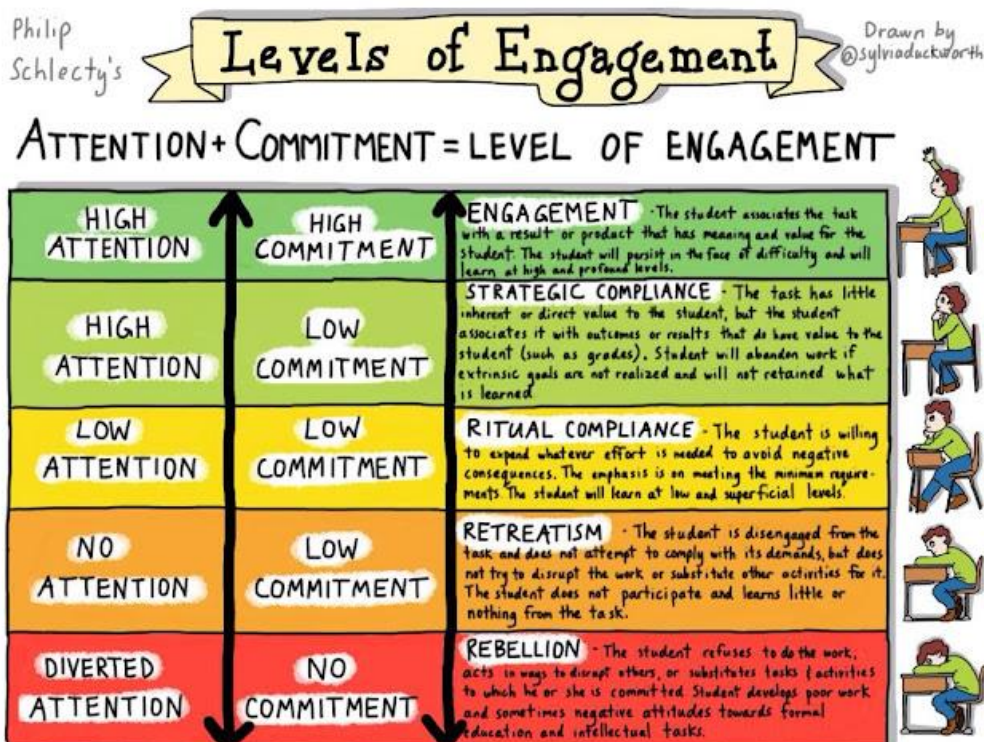 Philip
Schlecty's
Levels of Engagement
Drawn by
@sylviaduckworth
ATTENTION + COMMITMENT = LEVEL OF ENGAGEMENT
HIGH
ATTENTION
HIGH
COMMITMENT
ENGAGEMENT - The student associates the task
with a result or product that has meaning and value for the
student. The student will persist in the face of difficulty and will
learn at high and profound levels.
HIGH
ATTENTION
LOW
COMMITMENT
STRATEGIC COMPLIANCE - The task has little
inherent or direct value to the student, but the student
associates it with outcomes or results that do have value to the
student (such as grades). Student will abandon work if
extrinsic goals are not realized and will not retained what
is learned
LOW
ATTENTION
LOW
COMMITMENT
RITUAL COMPLIANCE - The student is willing
to expend whatever effort is needed to avoid negative
consequences. The emphasis is on meeting the minimum require-
ments. The student will learn at low and superficial levels.
NO
ATTENTION
LOW
COMMITMENT
RETREATISM - The student is disengaged from the
task and does not attempt to comply with its demands, but does
not try to disrupt the work or substitute other activities for it.
The student does not participate and learns little or
nothing from the task.
DIVERTED
ATTENTION
NO
COMMITMENT
REBELLION - The student refuses to do the work,
acts in ways to disrupt others, or substitutes tasks & activities
to which he or she is committed. Student develops poor work
and sometimes negative attitudes towards formal
education and intellectual tasks.